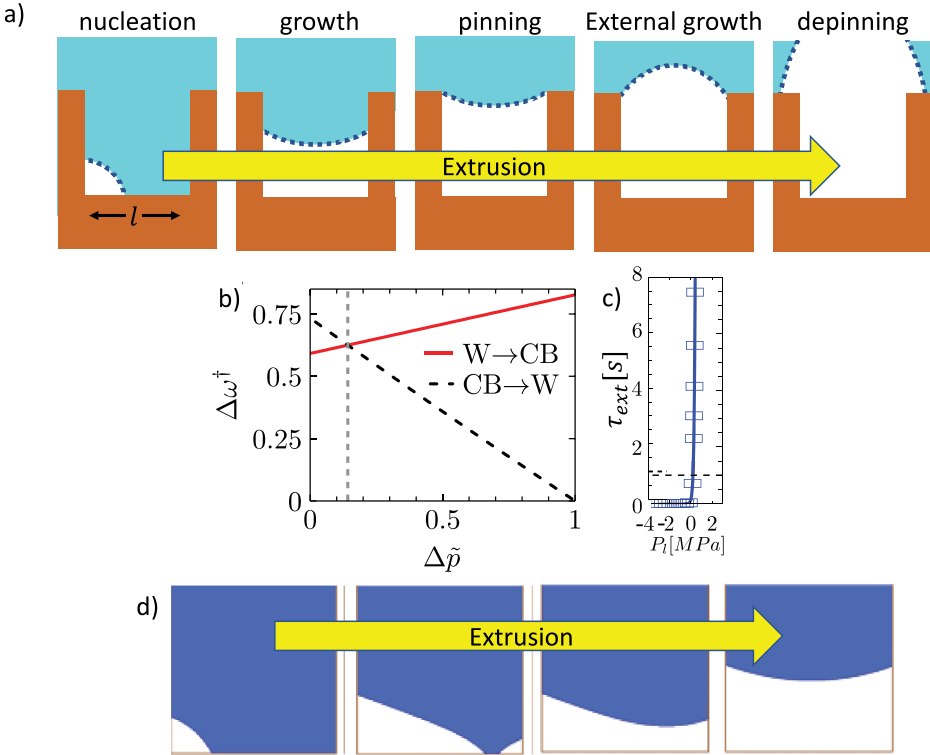 a)
nucleation
growth
pinning
External growth
depinning
Extrusion
l
b)
c)
0.75
0.5
0.25
0
Δω†
W→CB
CB→W
0
0.5
1
Δp̃
8
6
4
2
0
τext[s]
-4 -2 0 2
Pl[MPa]
d)
Extrusion